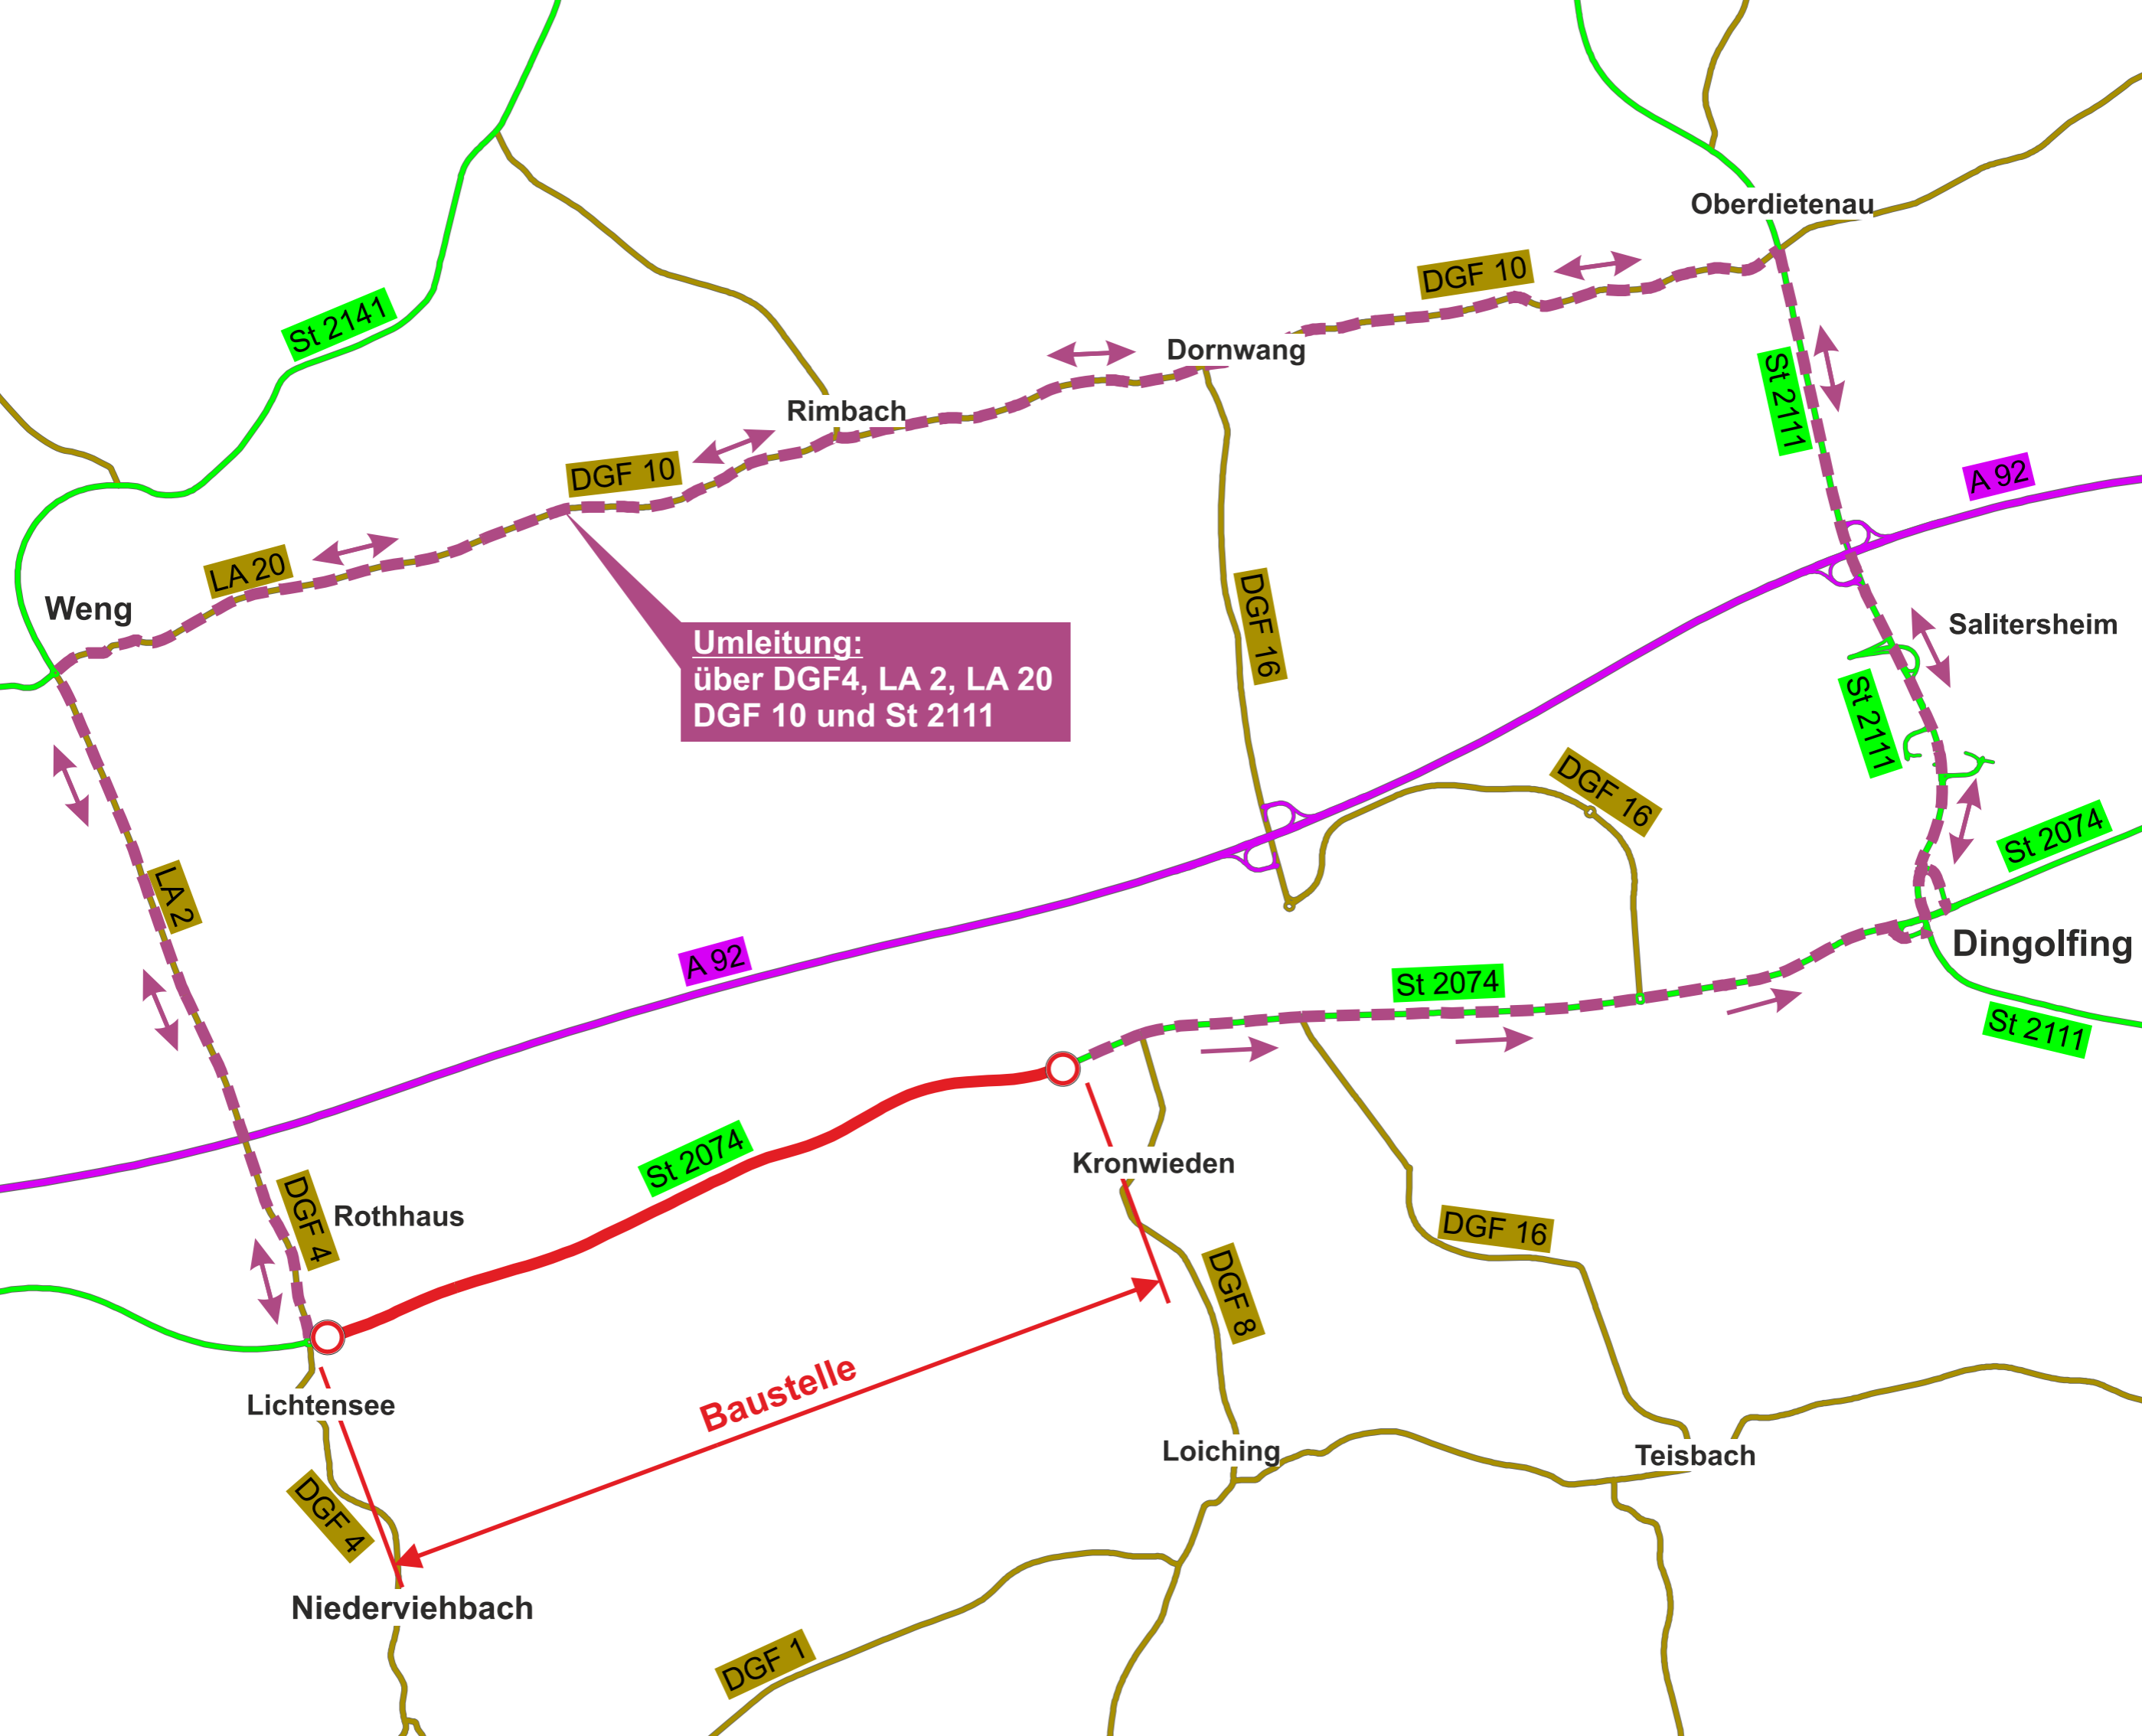 Oberdietenau
DGF 10
St 2141
Dornwang
St 2111
Rimbach
DGF 10
A 92
LA 20
Weng
DGF 16
Salitersheim
Umleitung:
über DGF4, LA 2, LA 20
DGF 10 und St 2111
St 2111
DGF 16
St 2074
LA 2
Dingolfing
A 92
St 2074
St 2111
St 2074
Kronwieden
DGF 4
Rothhaus
DGF 16
DGF 8
Baustelle
Lichtensee
Loiching
Teisbach
DGF 4
Niederviehbach
DGF 1